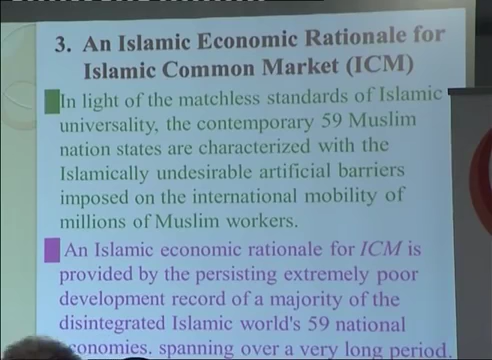 3. An Islamic Economic Rationale for
Islamic Common Market (ICM)
In light of the matchless standards of Islamic
universality, the contemporary 59 Muslim
nation states are characterized with the
Islamically undesirable artificial barriers
imposed on the international mobility of
millions of Muslim workers.
An Islamic economic rationale for ICM is
provided by the persisting extremely poor
development record of a majority of the
disintegrated Islamic world's 59 national
economies, spanning over a very long period.